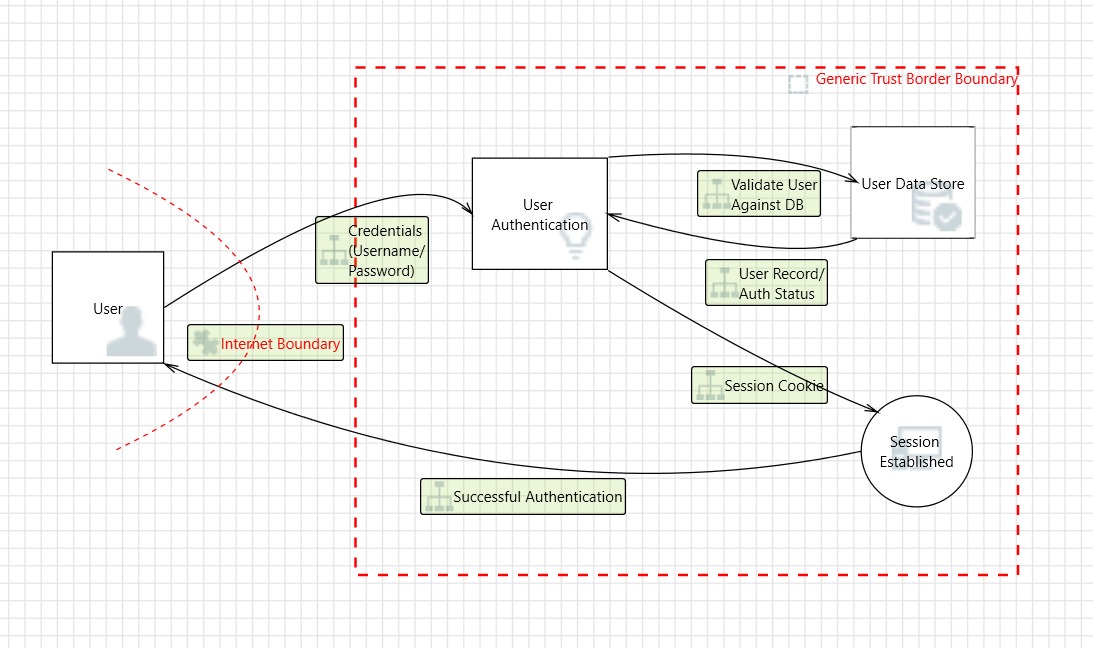 Generic Trust Border Boundary
User
Authentication
Validate User
Against DB
User Data Store
Credentials
(Username/
Password)
User Record/
Auth Status
User
Internet Boundary
Session Cookie
Session
Established
Successful Authentication